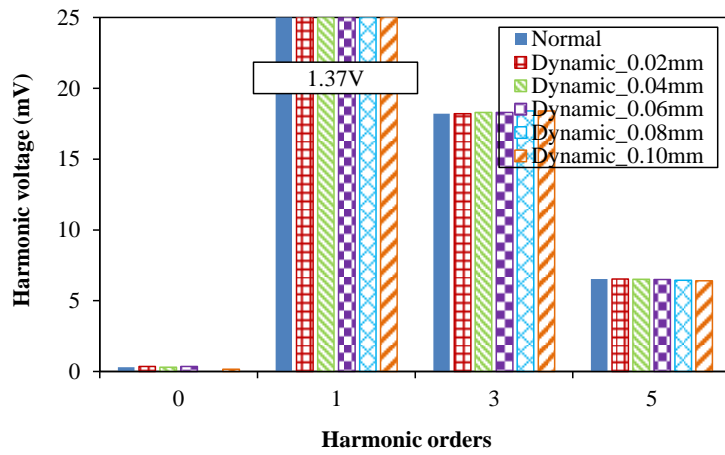 25
20
15
10
5
0
Harmonic voltage (mV)
1.37V
Normal
Dynamic_0.02mm
Dynamic_0.04mm
Dynamic_0.06mm
Dynamic_0.08mm
Dynamic_0.10mm
0 1 3 5
Harmonic orders